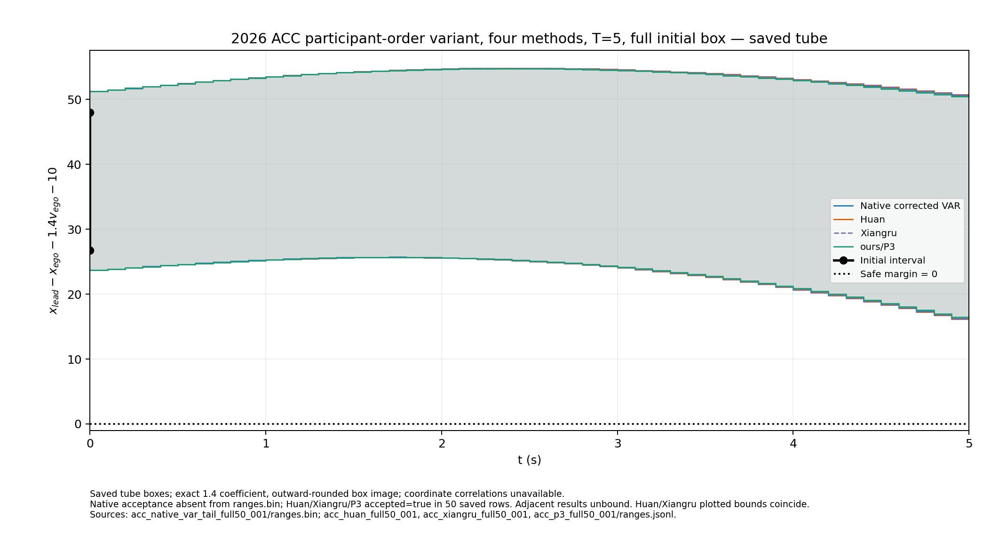 2026 ACC participant-order variant, four methods, T=5, full initial box — saved tube
50
40
30
20
10
0
x_lead − x_ego − 1.4v_ego − 10
Native corrected VAR
Huan
Xiangru
ours/P3
Initial interval
Safe margin = 0
0 1 2 3 4 5
t (s)
Saved tube boxes; exact 1.4 coefficient, outward-rounded box image; coordinate correlations unavailable.
Native acceptance absent from ranges.bin; Huan/Xiangru/P3 accepted=true in 50 saved rows. Adjacent results unbound. Huan/Xiangru plotted bounds coincide.
Sources: acc_native_var_tail_full50_001/ranges.bin; acc_huan_full50_001, acc_xiangru_full50_001, acc_p3_full50_001/ranges.jsonl.